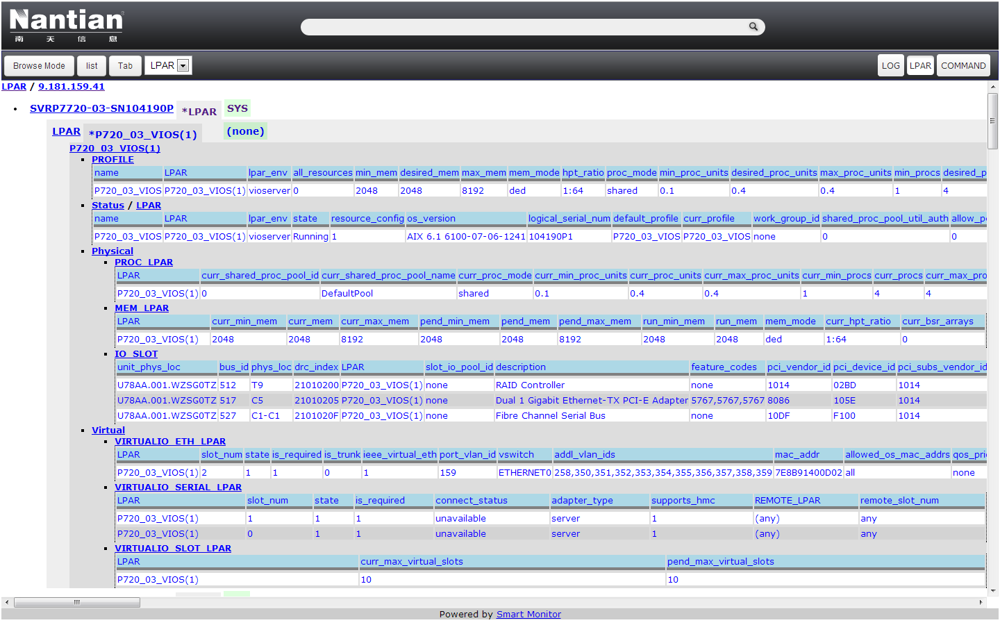 Nantian
南天信息
Browse Mode list Tab LPAR LOG LPAR COMMAND
LPAR / 9.181.159.41
SVRP7720-03-SN104190P *LPAR SYS
LPAR *P720_03_VIOS(1) (none)
P720_03_VIOS(1)
PROFILE
name LPAR lpar_env all_resources min_mem desired_mem max_mem mem_mode hpt_ratio proc_mode min_proc_units desired_proc_units max_proc_units min_procs desired_p
P720_03_VIOS P720_03_VIOS(1) vioserver 0 2048 2048 8192 ded 1:64 shared 0.1 0.4 0.4 1 4
Status / LPAR
name LPAR lpar_env state resource_config os_version logical_serial_num default_profile curr_profile work_group_id shared_proc_pool_util_auth allow_pe
P720_03_VIOS P720_03_VIOS(1) vioserver Running 1 AIX 6.1 6100-07-06-1241 104190P1 P720_03_VIOS P720_03_VIOS none 0 0
Physical
PROC_LPAR
LPAR curr_shared_proc_pool_id curr_shared_proc_pool_name curr_proc_mode curr_min_proc_units curr_proc_units curr_max_proc_units curr_min_procs curr_procs curr_max_pro
P720_03_VIOS(1) 0 DefaultPool shared 0.1 0.4 0.4 1 4 4
MEM_LPAR
LPAR curr_min_mem curr_mem curr_max_mem pend_min_mem pend_mem pend_max_mem run_min_mem run_mem mem_mode curr_hpt_ratio curr_bsr_arrays
P720_03_VIOS(1) 2048 2048 8192 2048 2048 8192 2048 2048 ded 1:64 0
IO_SLOT
unit_phys_loc bus_id phys_loc drc_index LPAR slot_io_pool_id description feature_codes pci_vendor_id pci_device_id pci_subs_vendor_id
U78AA.001.WZSG0TZ 512 T9 21010200 P720_03_VIOS(1) none RAID Controller none 1014 02BD 1014
U78AA.001.WZSG0TZ 517 C5 21010205 P720_03_VIOS(1) none Dual 1 Gigabit Ethernet-TX PCI-E Adapter 5767,5767,5767 8086 105E 1014
U78AA.001.WZSG0TZ 527 C1-C1 2101020F P720_03_VIOS(1) none Fibre Channel Serial Bus none 10DF F100 1014
Virtual
VIRTUALIO_ETH_LPAR
LPAR slot_num state is_required is_trunk ieee_virtual_eth port_vlan_id vswitch addl_vlan_ids mac_addr allowed_os_mac_addrs qos_pri
P720_03_VIOS(1) 2 1 1 0 1 159 ETHERNET0 258,350,351,352,353,354,355,356,357,358,359 7E8B91400D02 all none
VIRTUALIO_SERIAL_LPAR
LPAR slot_num state is_required connect_status adapter_type supports_hmc REMOTE_LPAR remote_slot_num
P720_03_VIOS(1) 1 1 1 unavailable server 1 (any) any
P720_03_VIOS(1) 0 1 1 unavailable server 1 (any) any
VIRTUALIO_SLOT_LPAR
LPAR curr_max_virtual_slots pend_max_virtual_slots
P720_03_VIOS(1) 10 10
Powered by Smart Monitor